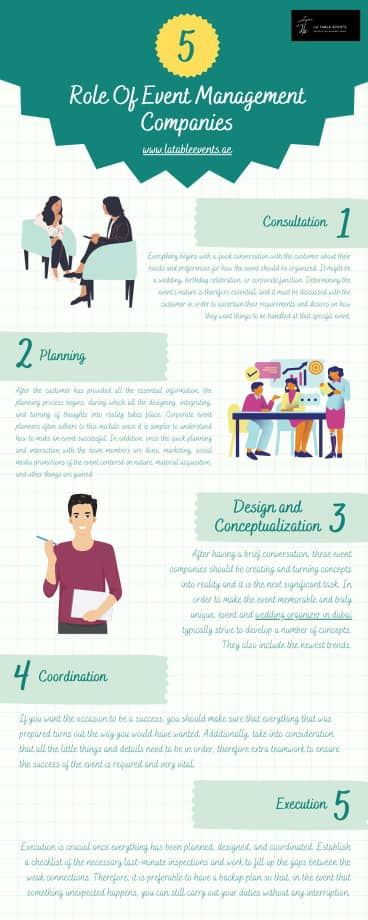 5
LA TABLE EVENTS
Role Of Event Management
Companies
www.latableevents.ae
Consultation 1
Everything begins with a quick conversation with the customer about their
needs and preferences for how the event should be organized. It might be
a wedding, birthday celebration, or corporate function. Determining the
event's nature is therefore essential, and it must be discussed with the
customer in order to ascertain their requirements and desires on how
they want things to be handled at that specific event.
2 Planning
After the customer has provided all the essential information, the
planning process begins, during which all the designing, integrating,
and turning of thoughts into reality takes place. Corporate event
planners often adhere to this module since it is simpler to understand
how to make an event successful. In addition, once the quick planning
and interaction with the team members are done, marketing, social
media promotions of the event centered on nature, material acquisition,
and other things are gained.
Design and
Conceptualization 3
After having a brief conversation, these event
companies should be creating and turning concepts
into reality and it is the next significant task. In
order to make the event memorable and truly
unique, event and wedding organizer in dubai
typically strive to develop a number of concepts.
They also include the newest trends.
4 Coordination
If you want the occasion to be a success, you should make sure that everything that was
prepared turns out the way you would have wanted. Additionally, take into consideration
that all the little things and details need to be in order, therefore extra teamwork to ensure
the success of the event is required and very vital.
Execution 5
Execution is crucial once everything has been planned, designed, and coordinated. Establish
a checklist of the necessary last-minute inspections and work to fill up the gaps between the
weak connections. Therefore, it is preferable to have a backup plan so that, in the event that
something unexpected happens, you can still carry out your duties without any interruption.